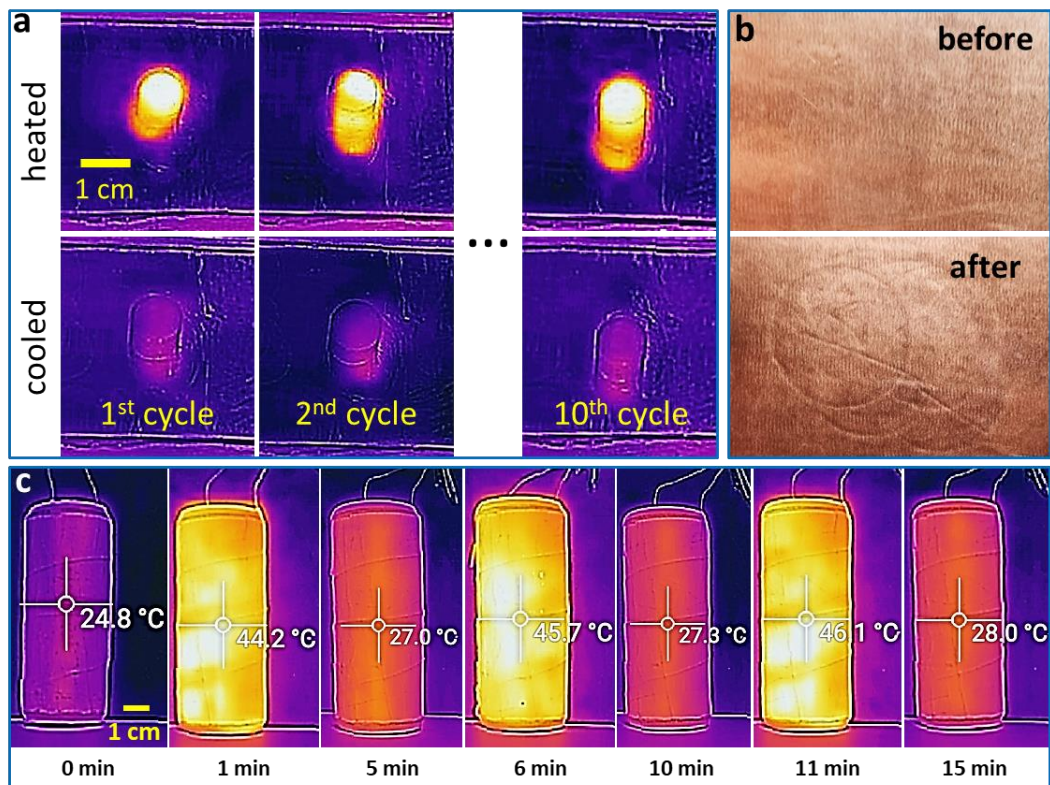 a
heated
1 cm
cooled
...
1st cycle
2nd cycle
10th cycle
b
before
after
c
24.8 °C
44.2 °C
27.0 °C
45.7 °C
27.3 °C
46.1 °C
28.0 °C
1 cm
0 min
1 min
5 min
6 min
10 min
11 min
15 min